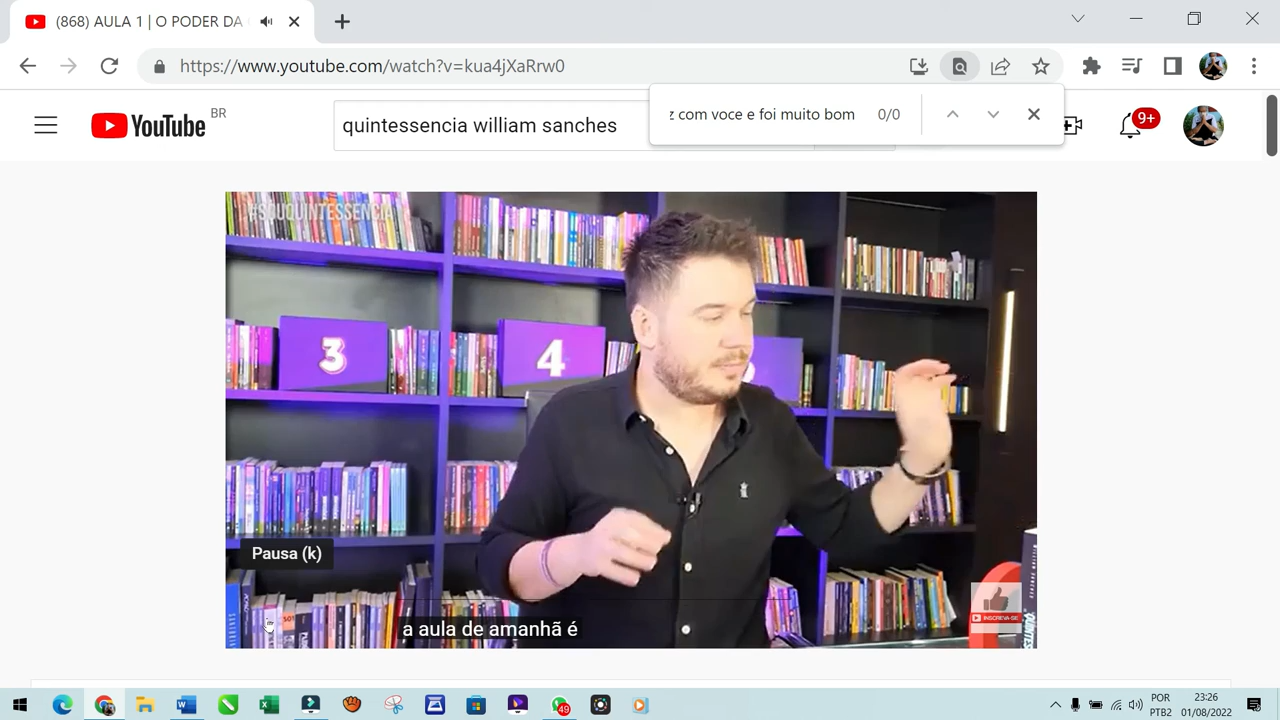 (868) AULA 1 | O PODER DA
https://www.youtube.com/watch?v=kua4jXaRrw0
z com voce e foi muito bom 0/0
YouTube BR
quintessencia william sanches
9+
#SOUQUINTESSENCIA
3
4
Pausa (k)
INSCREVA-SE
a aula de amanhã é
49
POR
PTB2
23:26
01/08/2022